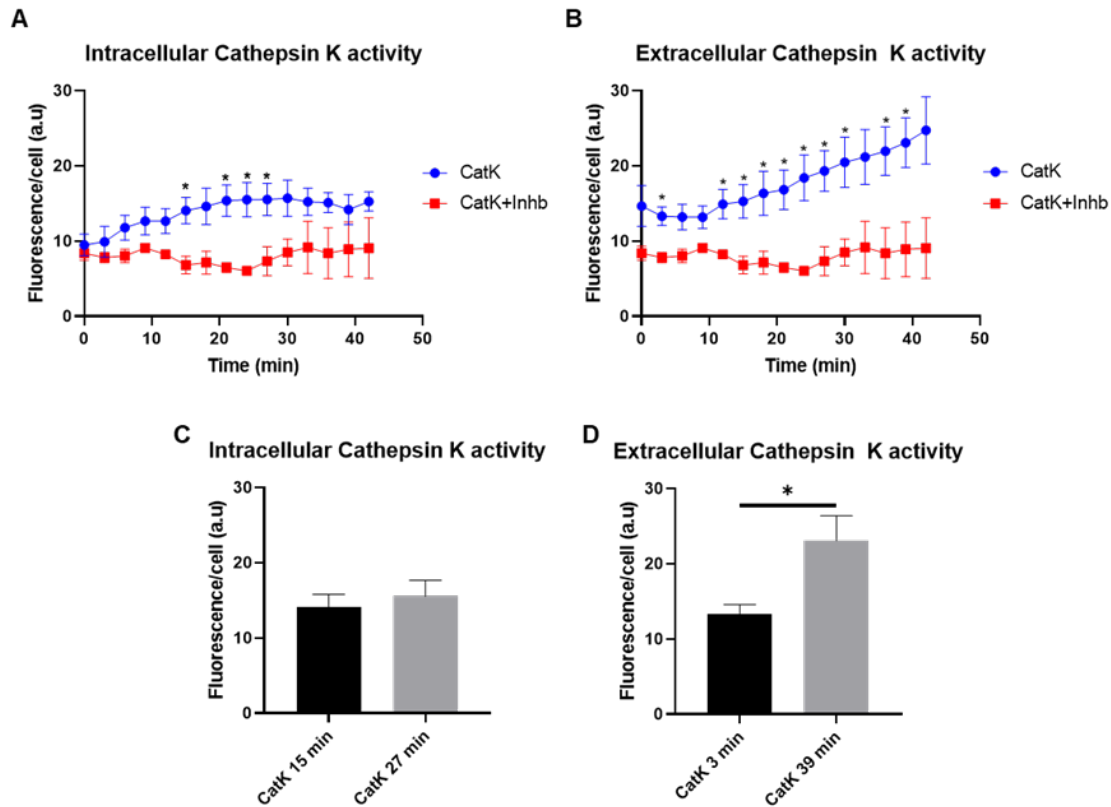 A
Intracellular Cathepsin K activity
Fluorescence/cell (a.u)
30
20
10
0
0 10 20 30 40 50
Time (min)
* * * *
CatK
CatK+Inhb
B
Extracellular Cathepsin K activity
Fluorescence/cell (a.u)
30
20
10
0
0 10 20 30 40 50
Time (min)
* * * * * * * * * *
CatK
CatK+Inhb
C
Intracellular Cathepsin K activity
Fluorescence/cell (a.u)
30
20
10
0
CatK 15 min
CatK 27 min
D
Extracellular Cathepsin K activity
Fluorescence/cell (a.u)
30
20
10
0
*
CatK 3 min
CatK 39 min